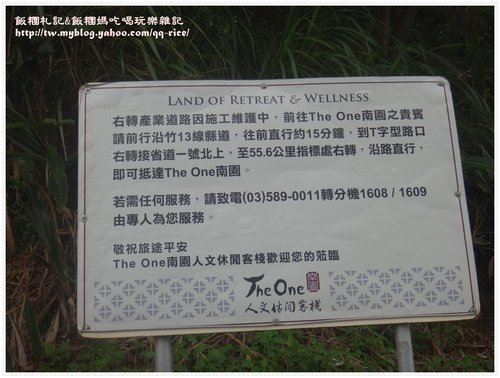 飯糰札記&飯糰媽吃喝玩樂雜記
http://tw.myblog.yahoo.com/qq-rice/
LAND OF RETREAT & WELLNESS
右轉產業道路因施工維護中，前往The One南園之貴賓
請前行沿竹13線縣道，往前直行約15分鐘，到T字型路口
右轉接省道一號北上，至55.6公里指標處右轉，沿路直行，
即可抵達The One南園。
若需任何服務，請致電(03)589-0011轉分機1608 / 1609
由專人為您服務。
敬祝旅途平安
The One南園人文休閒客棧歡迎您的蒞臨
The One
人文休闲客棧